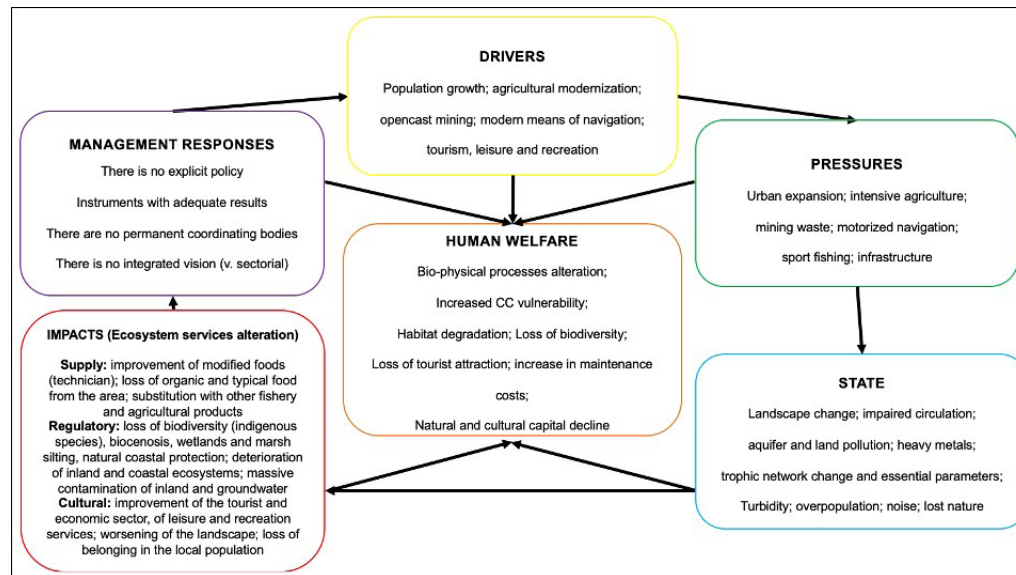 DRIVERS
Population growth; agricultural modernization;
opencast mining; modern means of navigation;
tourism, leisure and recreation
MANAGEMENT RESPONSES
There is no explicit policy
Instruments with adequate results
There are no permanent coordinating bodies
There is no integrated vision (v. sectorial)
PRESSURES
Urban expansion; intensive agriculture;
mining waste; motorized navigation;
sport fishing; infrastructure
HUMAN WELFARE
Bio-physical processes alteration;
Increased CC vulnerability;
Habitat degradation; Loss of biodiversity;
Loss of tourist attraction; increase in maintenance
costs;
Natural and cultural capital decline
IMPACTS (Ecosystem services alteration)
Supply: improvement of modified foods
(technician); loss of organic and typical food
from the area; substitution with other fishery
and agricultural products
Regulatory: loss of biodiversity (indigenous
species), biocenosis, wetlands and marsh
silting, natural coastal protection; deterioration
of inland and coastal ecosystems; massive
contamination of inland and groundwater
Cultural: improvement of the tourist and
economic sector, of leisure and recreation
services; worsening of the landscape; loss of
belonging in the local population
STATE
Landscape change; impaired circulation;
aquifer and land pollution; heavy metals;
trophic network change and essential parameters;
Turbidity; overpopulation; noise; lost nature